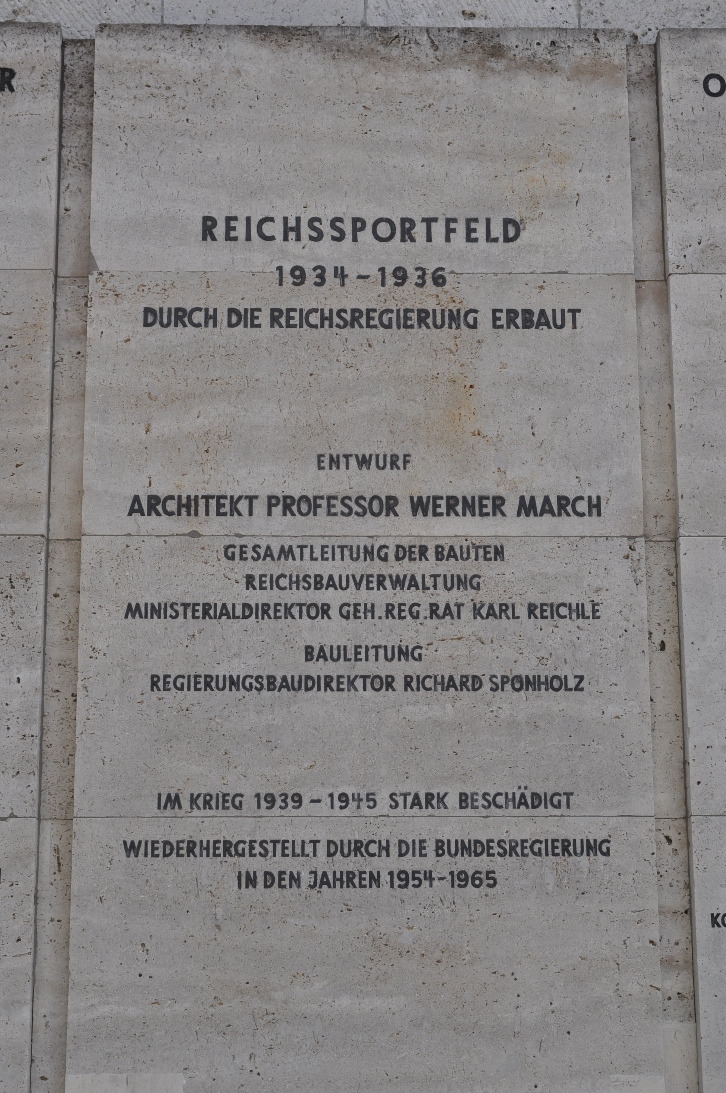 REICHSSPORTFELD
1934-1936
DURCH DIE REICHSREGIERUNG ERBAUT
ENTWURF
ARCHITEKT PROFESSOR WERNER MARCH
GESAMTLEITUNG DER BAUTEN
REICHSBAUVERWALTUNG
MINISTERIALDIREKTOR GEH.REG.RAT KARL REICHLE
BAULEITUNG
REGIERUNGSBAUDIREKTOR RICHARD SPONHOLZ
IM KRIEG 1939-1945 STARK BESCHÄDIGT
WIEDERHERGESTELLT DURCH DIE BUNDESREGIERUNG
IN DEN JAHREN 1954-1965